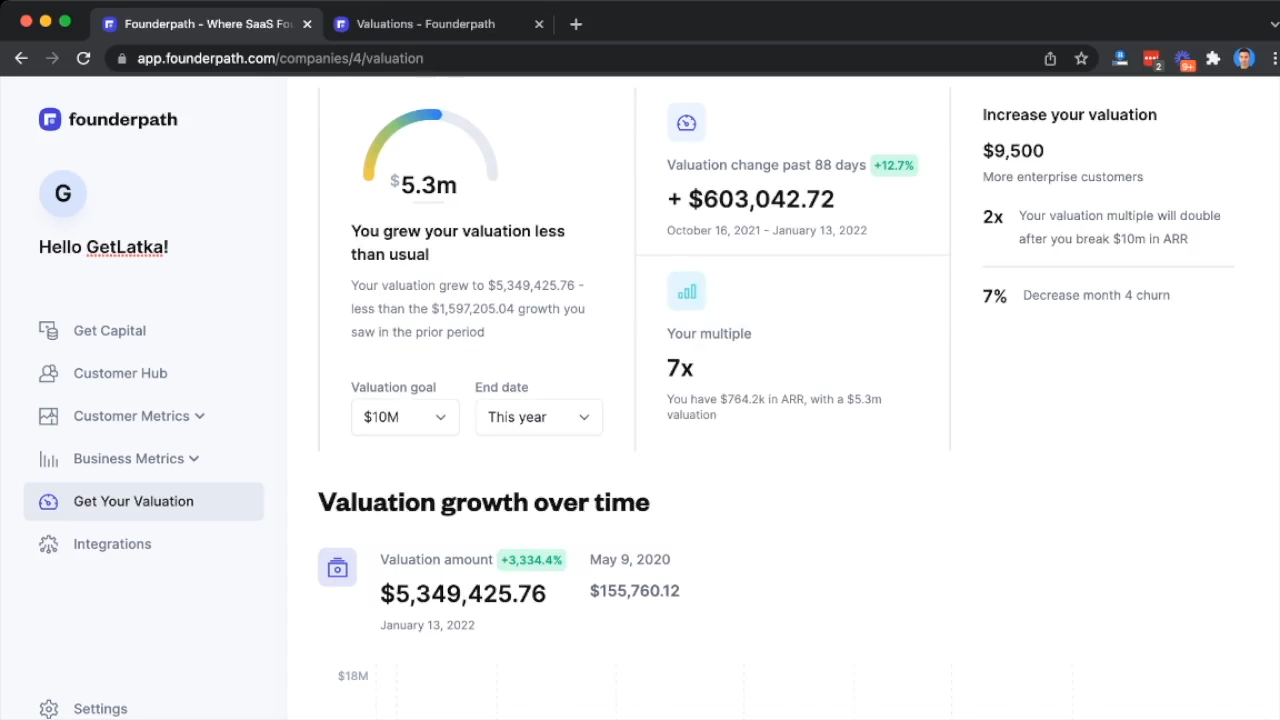 Founderpath - Where SaaS Fou
Valuations - Founderpath
app.founderpath.com/companies/4/valuation
2
9+
founderpath
G
Hello GetLatka!
Get Capital
Customer Hub
Customer Metrics
Business Metrics
Get Your Valuation
Integrations
Settings
$5.3m
You grew your valuation less
than usual
Your valuation grew to $5,349,425.76 -
less than the $1,597,205.04 growth you
saw in the prior period
Valuation goal
End date
$10M
This year
Valuation change past 88 days +12.7%
+ $603,042.72
October 16, 2021 - January 13, 2022
Your multiple
7x
You have $764.2k in ARR, with a $5.3m
valuation
Increase your valuation
$9,500
More enterprise customers
2x Your valuation multiple will double
after you break $10m in ARR
7% Decrease month 4 churn
Valuation growth over time
Valuation amount +3,334.4%
$5,349,425.76
January 13, 2022
May 9, 2020
$155,760.12
$18M